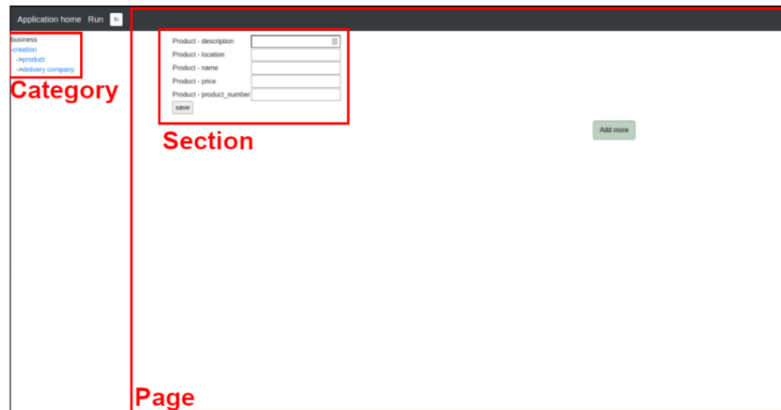 Application home Run
business
-creation
->product
->delivery company
Category
Product - description
Product - location
Product - name
Product - price
Product - product_number
save
Section
Add more
Page